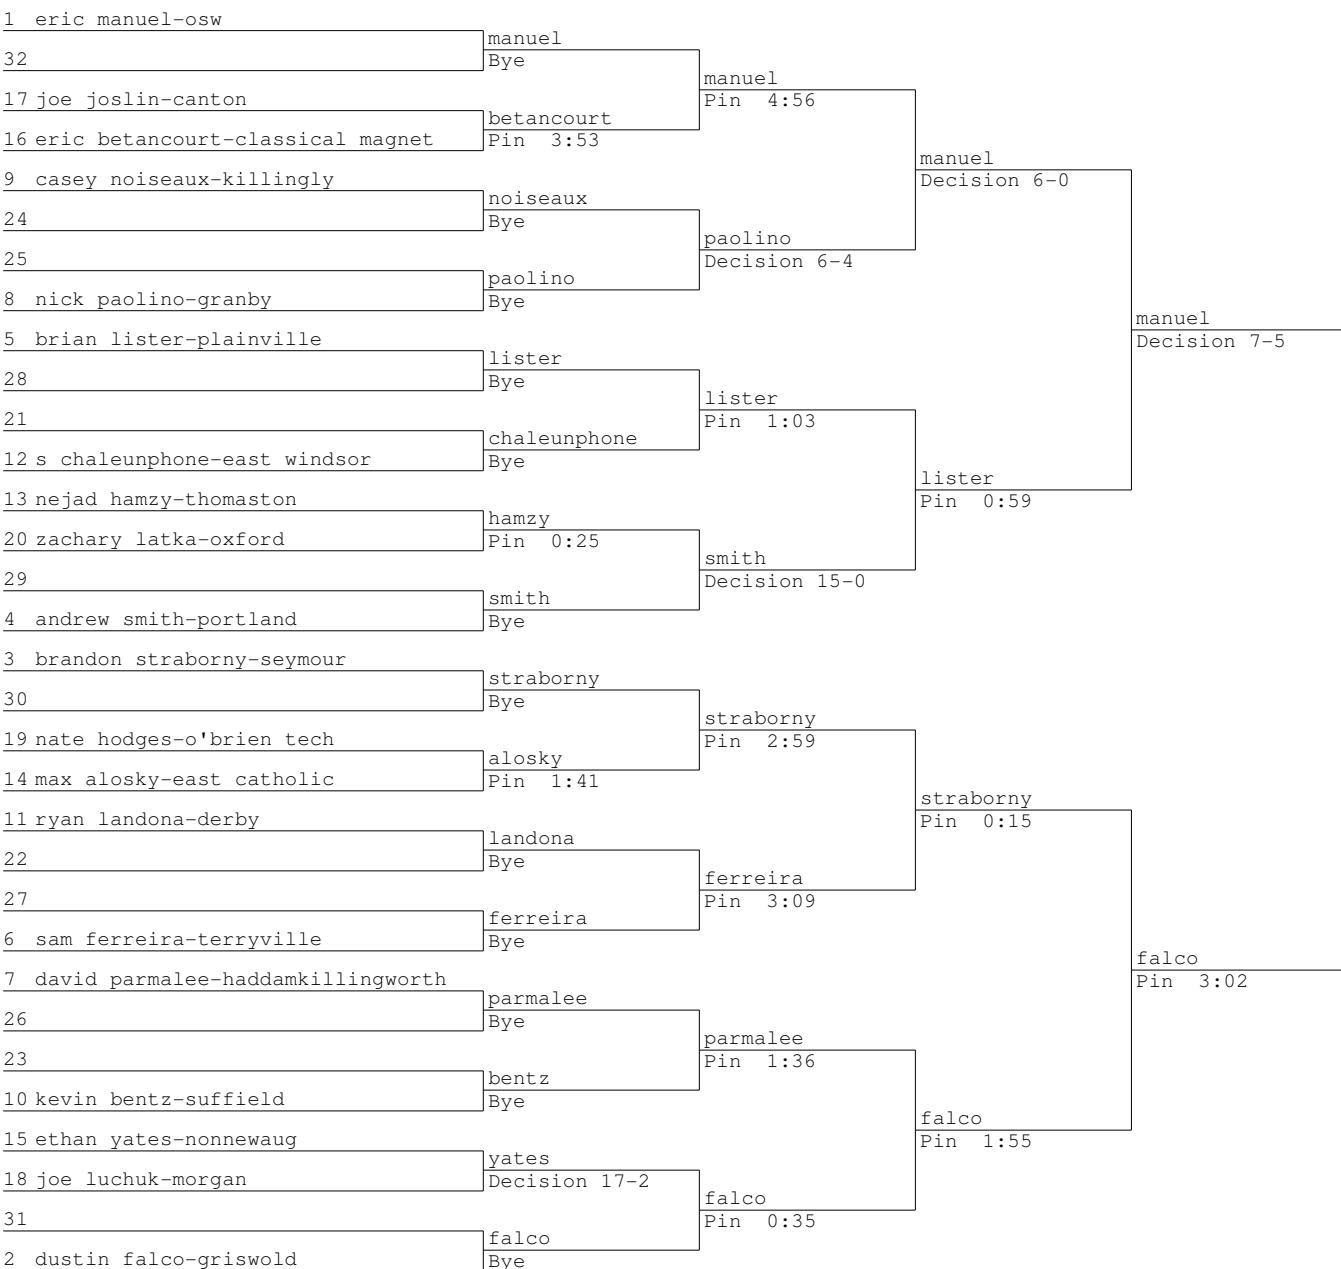 1 eric manuel-osw
32
17 joe joslin-canton
16 eric betancourt-classical magnet
9 casey noiseaux-killingly
24
25
8 nick paolino-granby
5 brian lister-plainville
28
21
12 s chaleunphone-east windsor
13 nejad hamzy-thomaston
20 zachary latka-oxford
29
4 andrew smith-portland
3 brandon straborny-seymour
30
19 nate hodges-o'brien tech
14 max alosky-east catholic
11 ryan landona-derby
22
27
6 sam ferreira-terryville
7 david parmalee-haddamkillingworth
26
23
10 kevin bentz-suffield
15 ethan yates-nonnewaug
18 joe luchuk-morgan
31
2 dustin falco-griswold
manuel
Bye
betancourt
Pin 3:53
noiseaux
Bye
paolino
Bye
lister
Bye
chaleunphone
Bye
hamzy
Pin 0:25
smith
Bye
straborny
Bye
alosky
Pin 1:41
landona
Bye
ferreira
Bye
parmalee
Bye
bentz
Bye
yates
Decision 17-2
falco
Bye
manuel
Pin 4:56
paolino
Decision 6-4
lister
Pin 1:03
smith
Decision 15-0
straborny
Pin 2:59
ferreira
Pin 3:09
parmalee
Pin 1:36
falco
Pin 0:35
manuel
Decision 6-0
lister
Pin 0:59
straborny
Pin 0:15
falco
Pin 1:55
manuel
Decision 7-5
falco
Pin 3:02